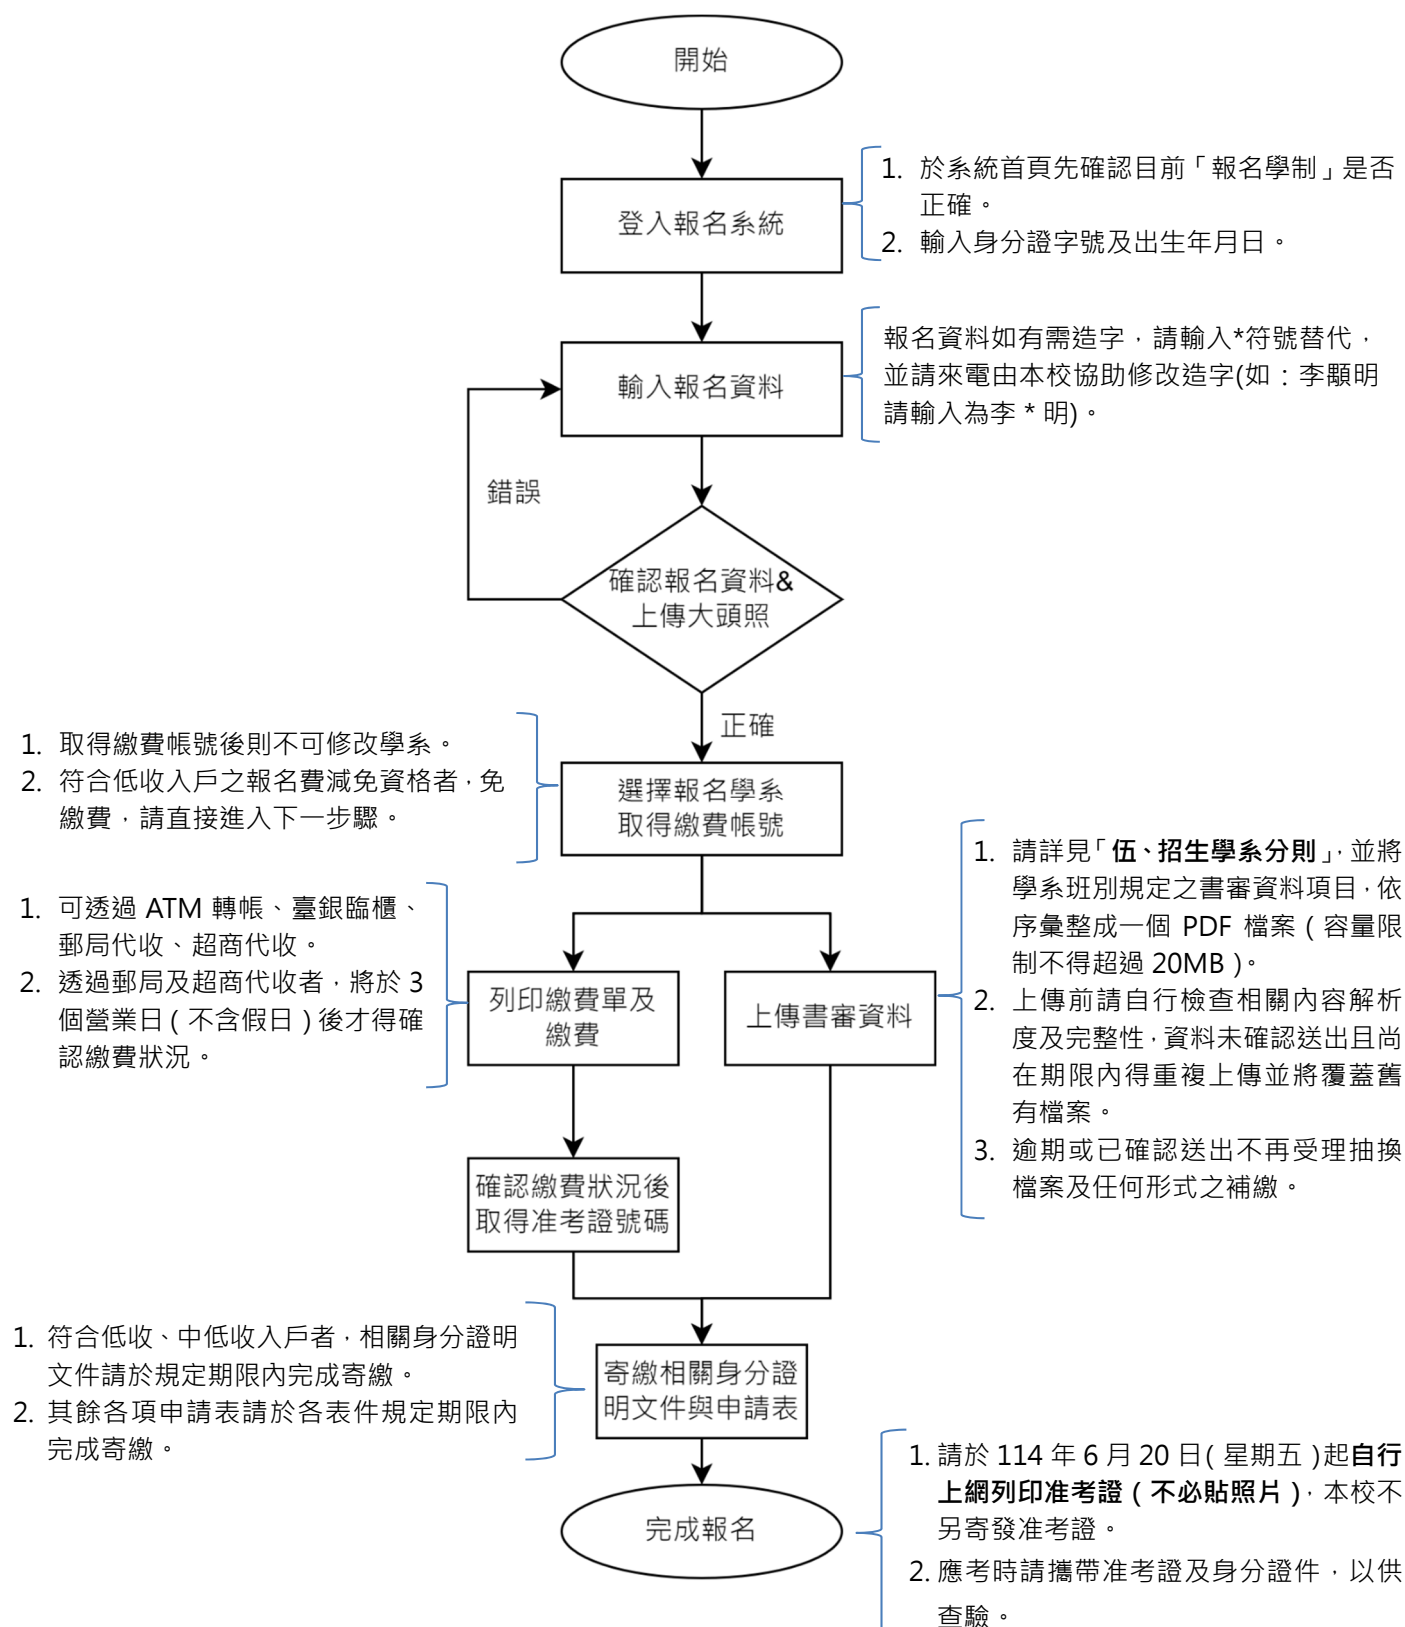 開始
登入報名系統
1. 於系統首頁先確認目前「報名學制」是否
正確。
2. 輸入身分證字號及出生年月日。
輸入報名資料
報名資料如有需造字，請輸入*符號替代，
並請來電由本校協助修改造字(如：李顯明
請輸入為李＊明)。
錯誤
確認報名資料&
上傳大頭照
正確
1. 取得繳費帳號後則不可修改學系。
2. 符合低收入戶之報名費減免資格者，免
繳費，請直接進入下一步驟。
選擇報名學系
取得繳費帳號
1. 可透過 ATM 轉帳、臺銀臨櫃、
郵局代收、超商代收。
2. 透過郵局及超商代收者，將於 3
個營業日（不含假日）後才得確
認繳費狀況。
列印繳費單及
繳費
上傳書審資料
1. 請詳見「伍、招生學系分則」，並將
學系班別規定之書審資料項目，依
序彙整成一個 PDF 檔案（容量限
制不得超過 20MB）。
2. 上傳前請自行檢查相關內容解析
度及完整性，資料未確認送出且尚
在期限內得重複上傳並將覆蓋舊
有檔案。
3. 逾期或已確認送出不再受理抽換
檔案及任何形式之補繳。
確認繳費狀況後
取得准考證號碼
1. 符合低收、中低收入戶者，相關身分證明
文件請於規定期限內完成寄繳。
2. 其餘各項申請表請於各表件規定期限內
完成寄繳。
寄繳相關身分證
明文件與申請表
完成報名
1. 請於 114 年 6 月 20 日（星期五）起自行
上網列印准考證（不必貼照片），本校不
另寄發准考證。
2. 應考時請攜帶准考證及身分證件，以供
查驗。